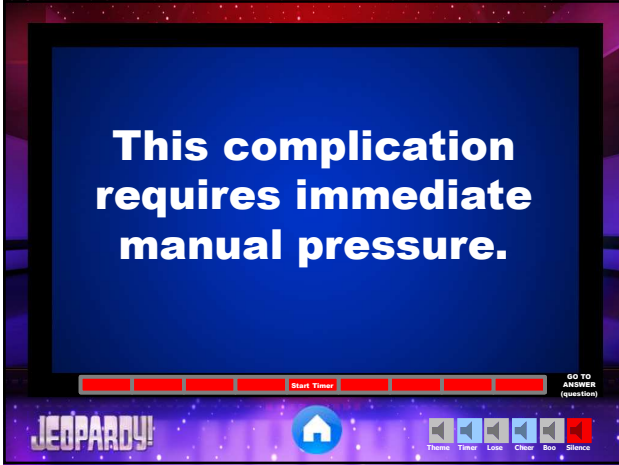 This complication
requires immediate
manual pressure.
Start Timer
GO TO
ANSWER
(question)
JEOPARDY!
Theme Timer Lose Cheer Boo Silence